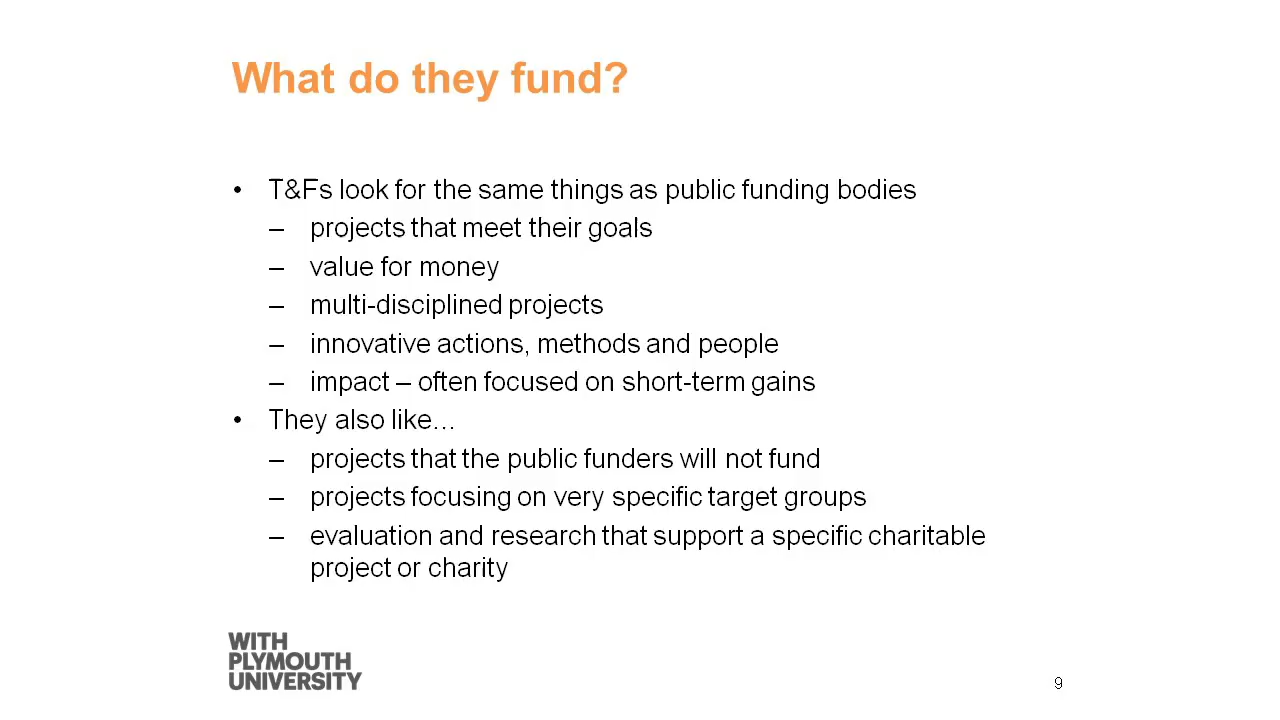 What do they fund?
• T&Fs look for the same things as public funding bodies
– projects that meet their goals
– value for money
– multi-disciplined projects
– innovative actions, methods and people
– impact – often focused on short-term gains
• They also like…
– projects that the public funders will not fund
– projects focusing on very specific target groups
– evaluation and research that support a specific charitable
project or charity
WITH
PLYMOUTH
UNIVERSITY
9